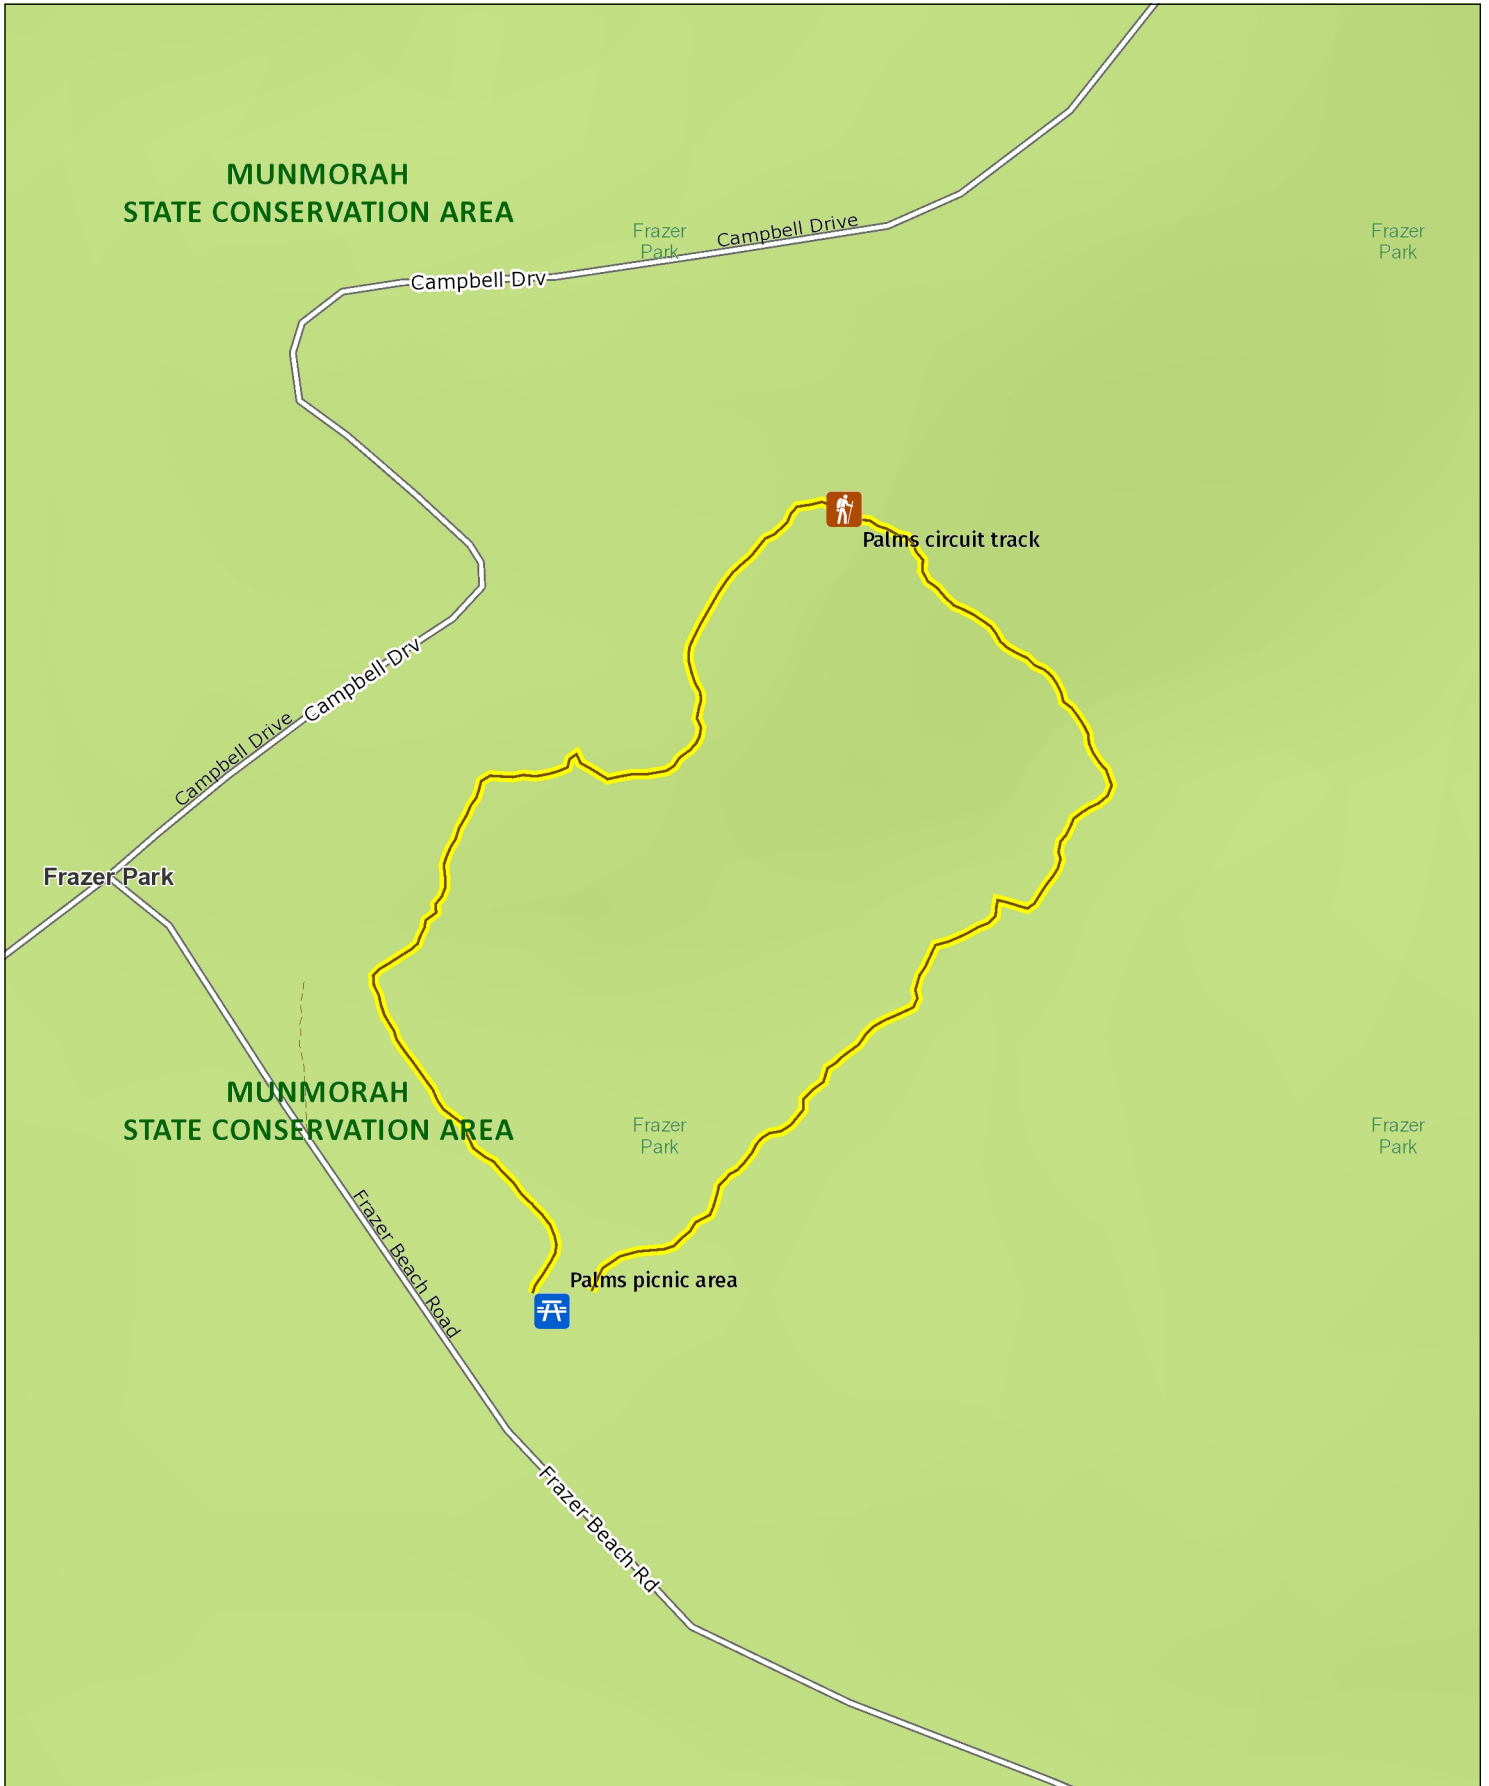 MUNMORAH
STATE CONSERVATION AREA
Frazer
Park
Campbell Drive
Frazer
Park
Campbell Drv
Palms circuit track
Campbell Drv
Campbell Drive
Frazer Park
MUNMORAH
STATE CONSERVATION AREA
Frazer
Park
Frazer
Park
Frazer Beach Road
Palms picnic area
Frazer Beach Rd